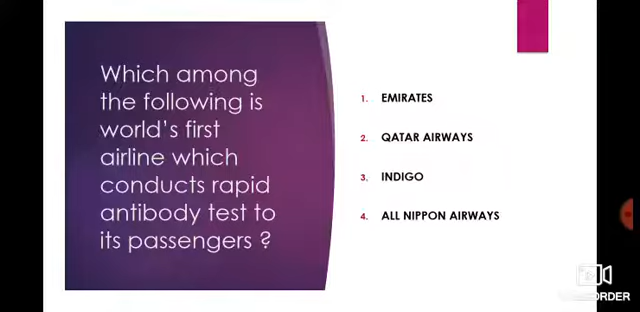 Which among
the following is
world's first
airline which
conducts rapid
antibody test to
its passengers ?
1. EMIRATES
2. QATAR AIRWAYS
3. INDIGO
4. ALL NIPPON AIRWAYS